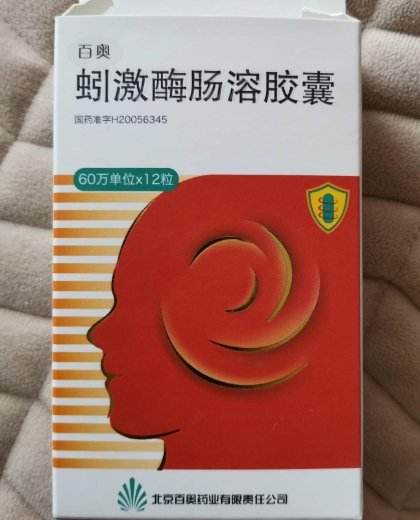 百奥
蚓激酶肠溶胶囊
国药准字H20056345
60万单位x12粒
北京百奥药业有限责任公司